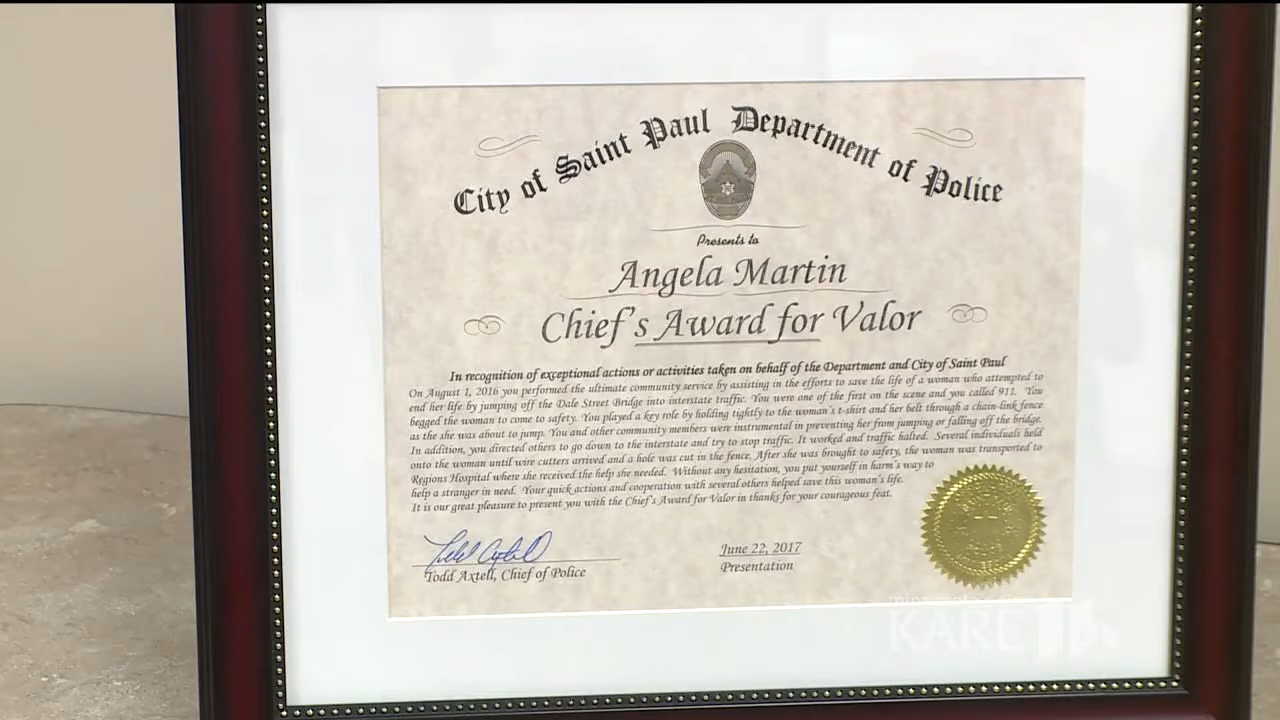 City of Saint Paul Department of Police
Presents to
Angela Martin
Chief's Award for Valor
In recognition of exceptional actions or activities taken on behalf of the Department and City of Saint Paul
On August 1, 2016 you performed the ultimate community service by assisting in the efforts to save the life of a woman who attempted to
end her life by jumping off the Dale Street Bridge into interstate traffic. You were one of the first on the scene and you called 911. You
begged the woman to come to safety. You played a key role by holding tightly to the woman's t-shirt and her belt through a chain-link fence
as the she was about to jump. You and other community members were instrumental in preventing her from jumping or falling off the bridge.
In addition, you directed others to go down to the interstate and try to stop traffic. It worked and traffic halted. Several individuals held
onto the woman until wire cutters arrived and a hole was cut in the fence. After she was brought to safety, the woman was transported to
Regions Hospital where she received the help she needed. Without any hesitation, you put yourself in harm's way to
help a stranger in need. Your quick actions and cooperation with several others helped save this woman's life.
It is our great pleasure to present you with the Chief's Award for Valor in thanks for your courageous feat.
Todd Axtell
June 22, 2017
Todd Axtell, Chief of Police
Presentation
KARE 11